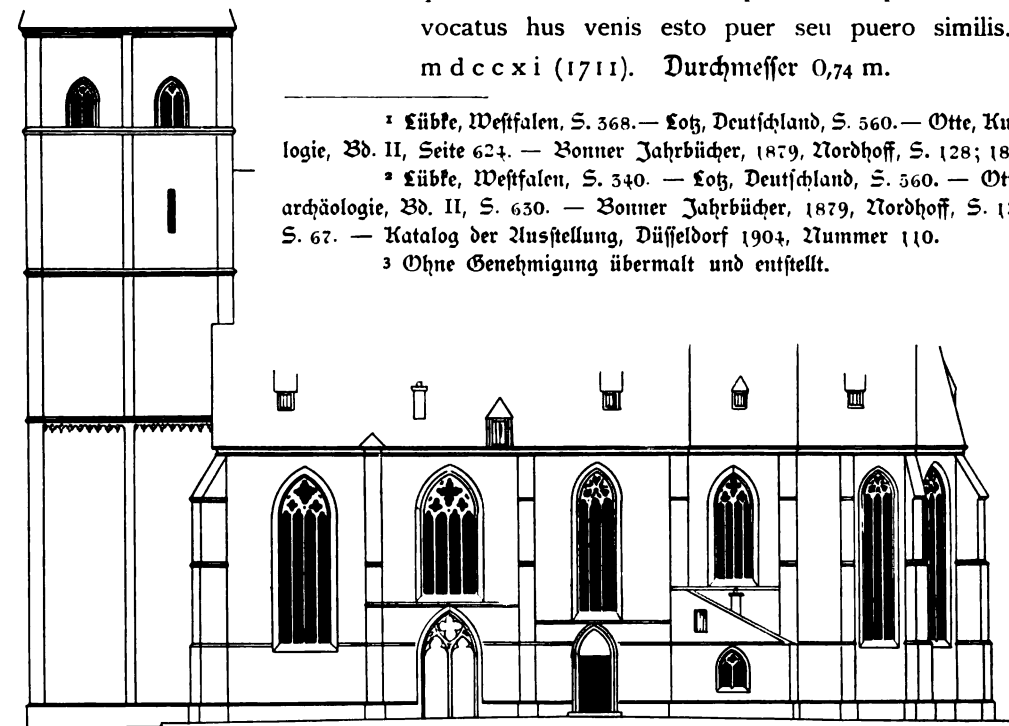 vocatus hus venis esto puer seu puero similis.
mdccxi (1711). Durchmesser 0,74 m.
¹ Lübke, Westfalen, S. 368. — Lotz, Deutschland, S. 560. — Otte, Ku
logie, Bd. II, Seite 624. — Bonner Jahrbücher, 1879, Nordhoff, S. 128; 18
² Lübke, Westfalen, S. 340. — Lotz, Deutschland, S. 560. — Ot
archäologie, Bd. II, S. 630. — Bonner Jahrbücher, 1879, Nordhoff, S. 1
S. 67. — Katalog der Ausstellung, Düsseldorf 1904, Nummer 110.
³ Ohne Genehmigung übermalt und entstellt.